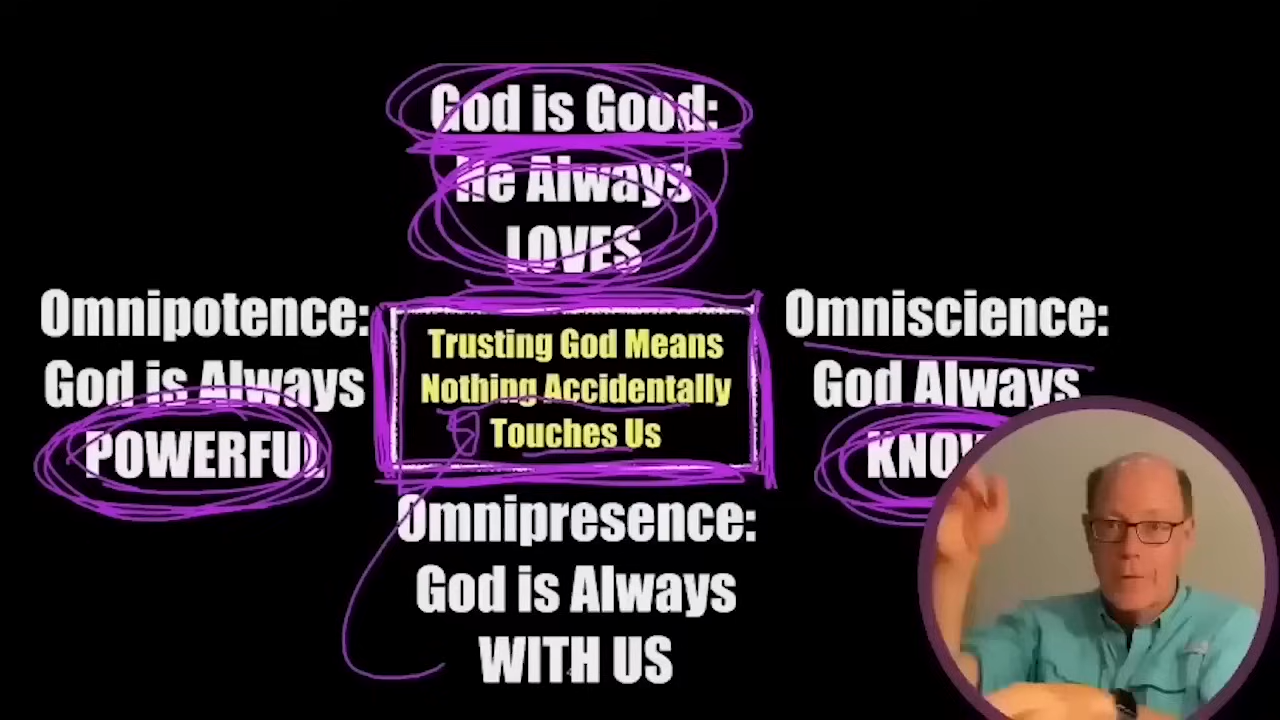 God is Good:
He Always
LOVES
Omnipotence:
God is Always
POWERFUL
Trusting God Means
Nothing Accidentally
Touches Us
Omniscience:
God Always
Omnipresence:
God is Always
WITH US